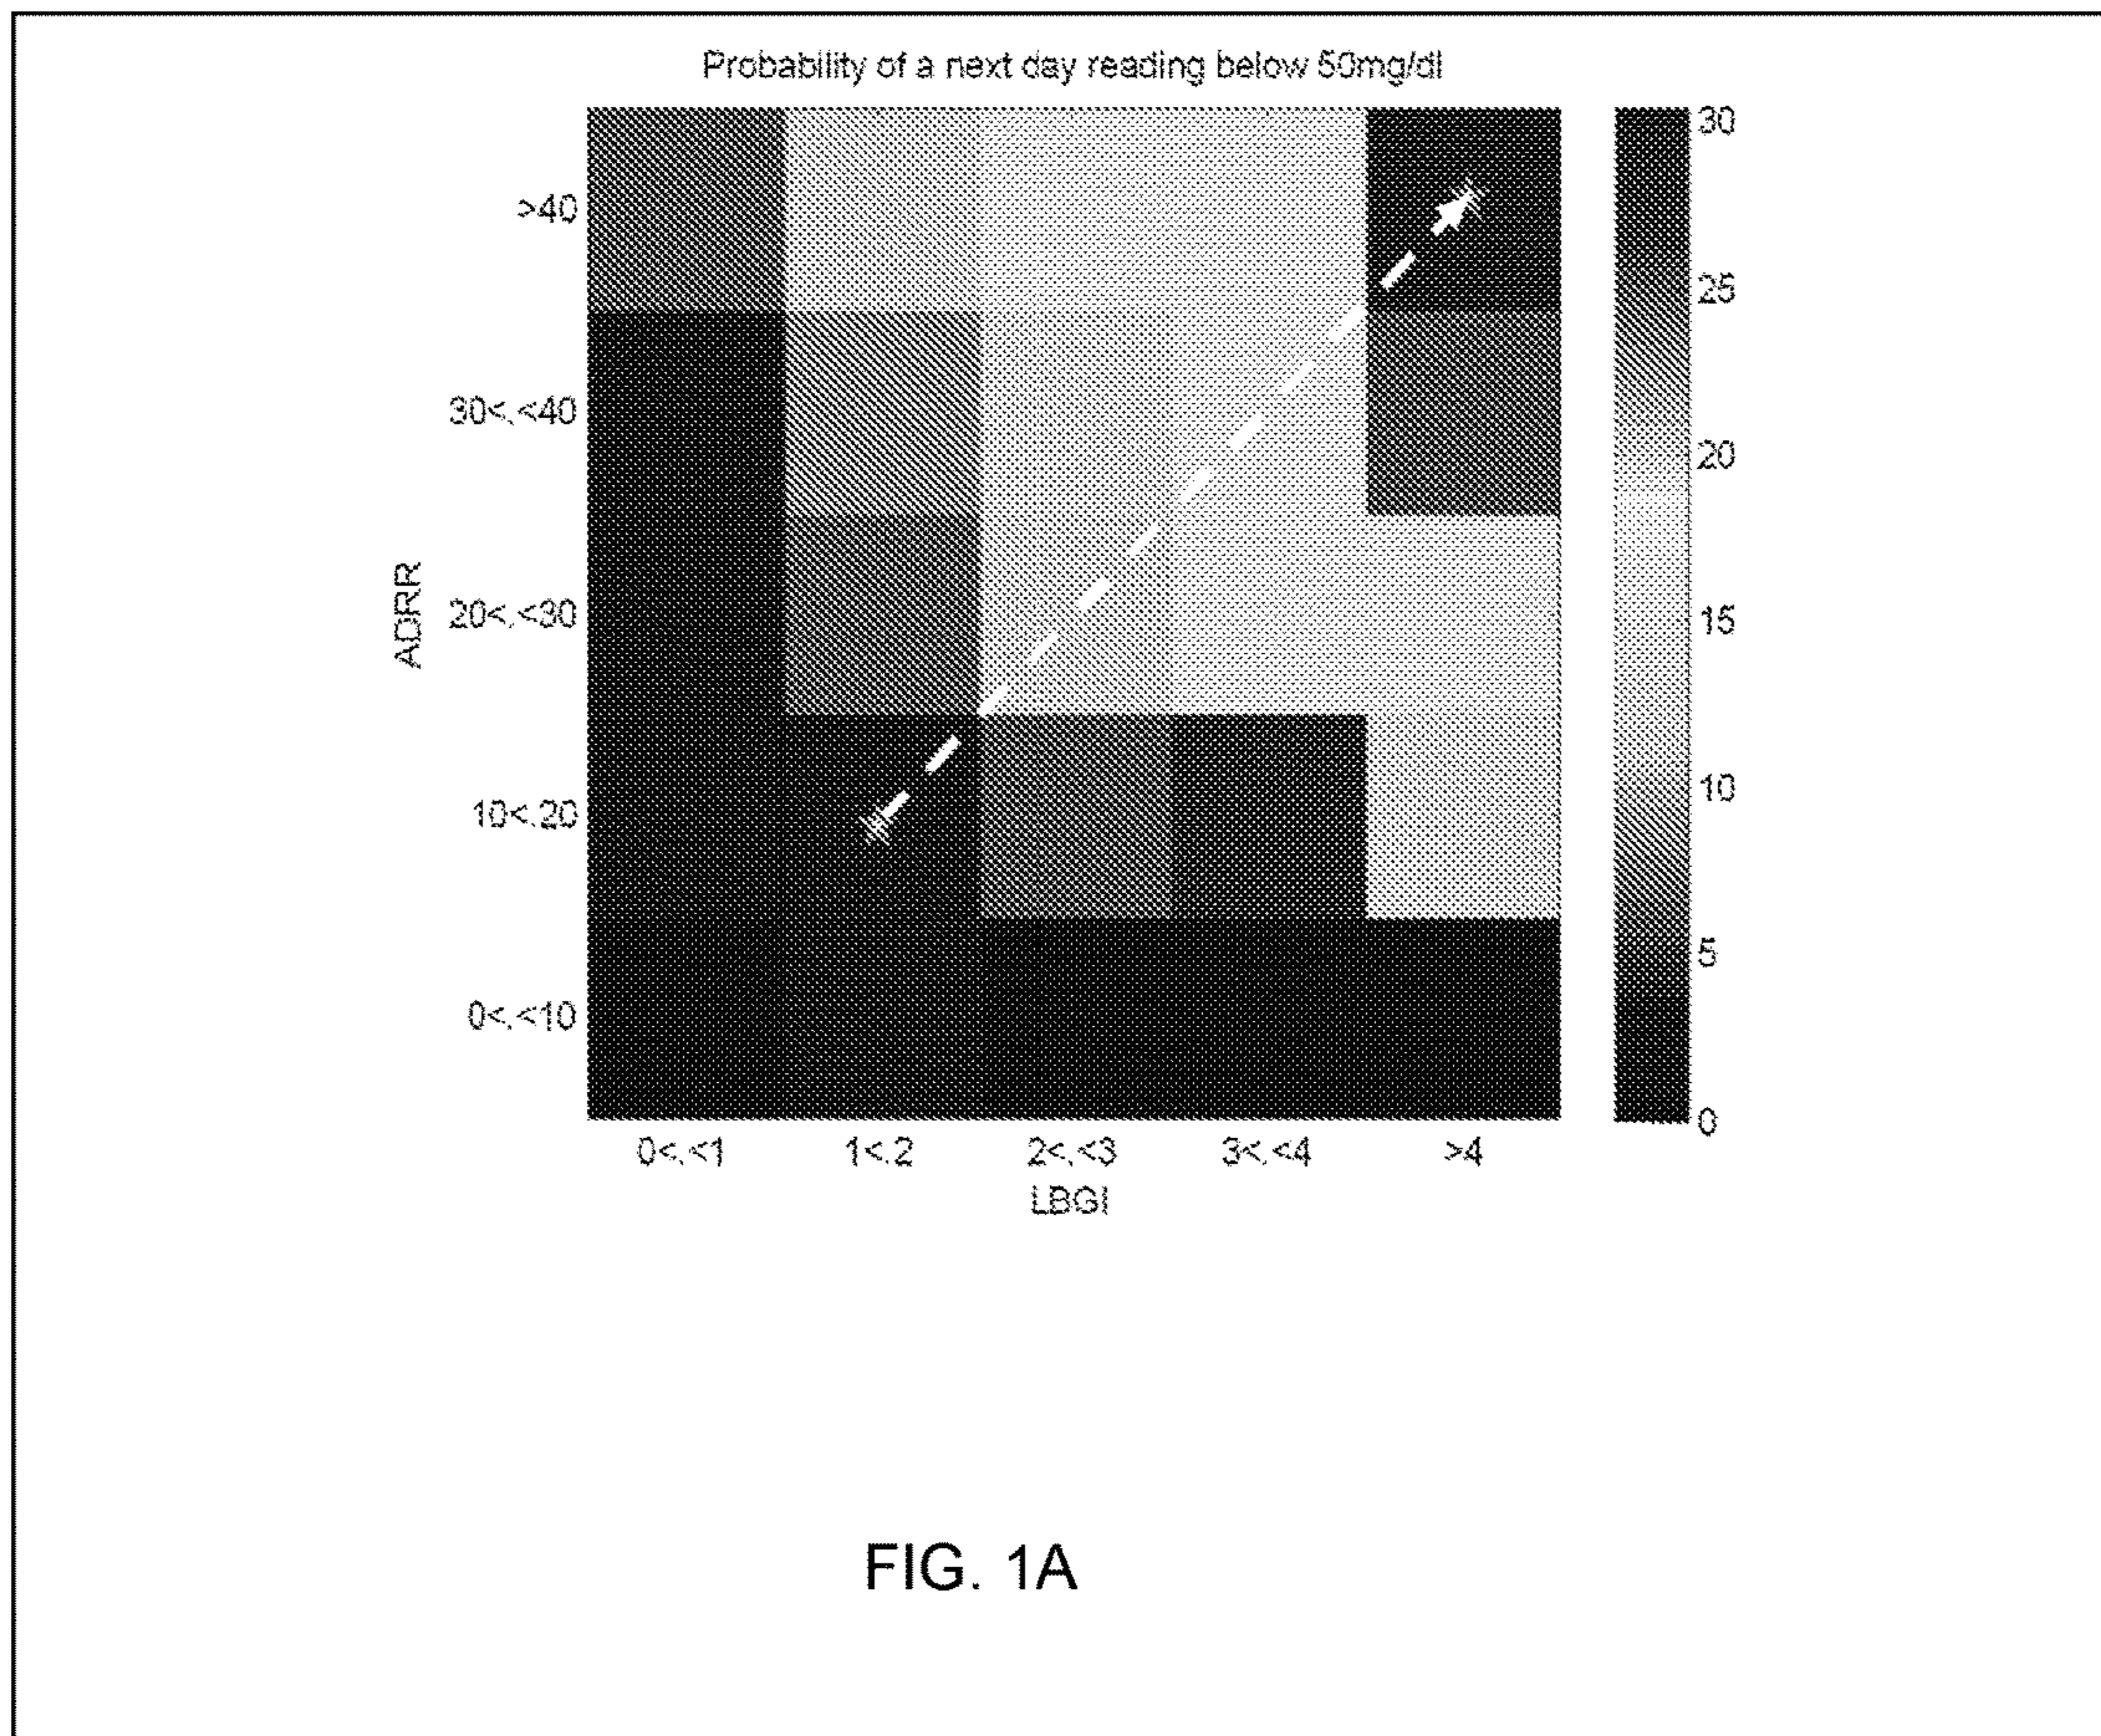 Probability of a next day reading below 50mg/dl
30
>40
25
20
30<.<40
ADRR
20<.<30
15
10<.20
10
5
0<.<10
0
0<.<1 1<.2 2<.<3 3<.<4 >4
LBGI
FIG. 1A